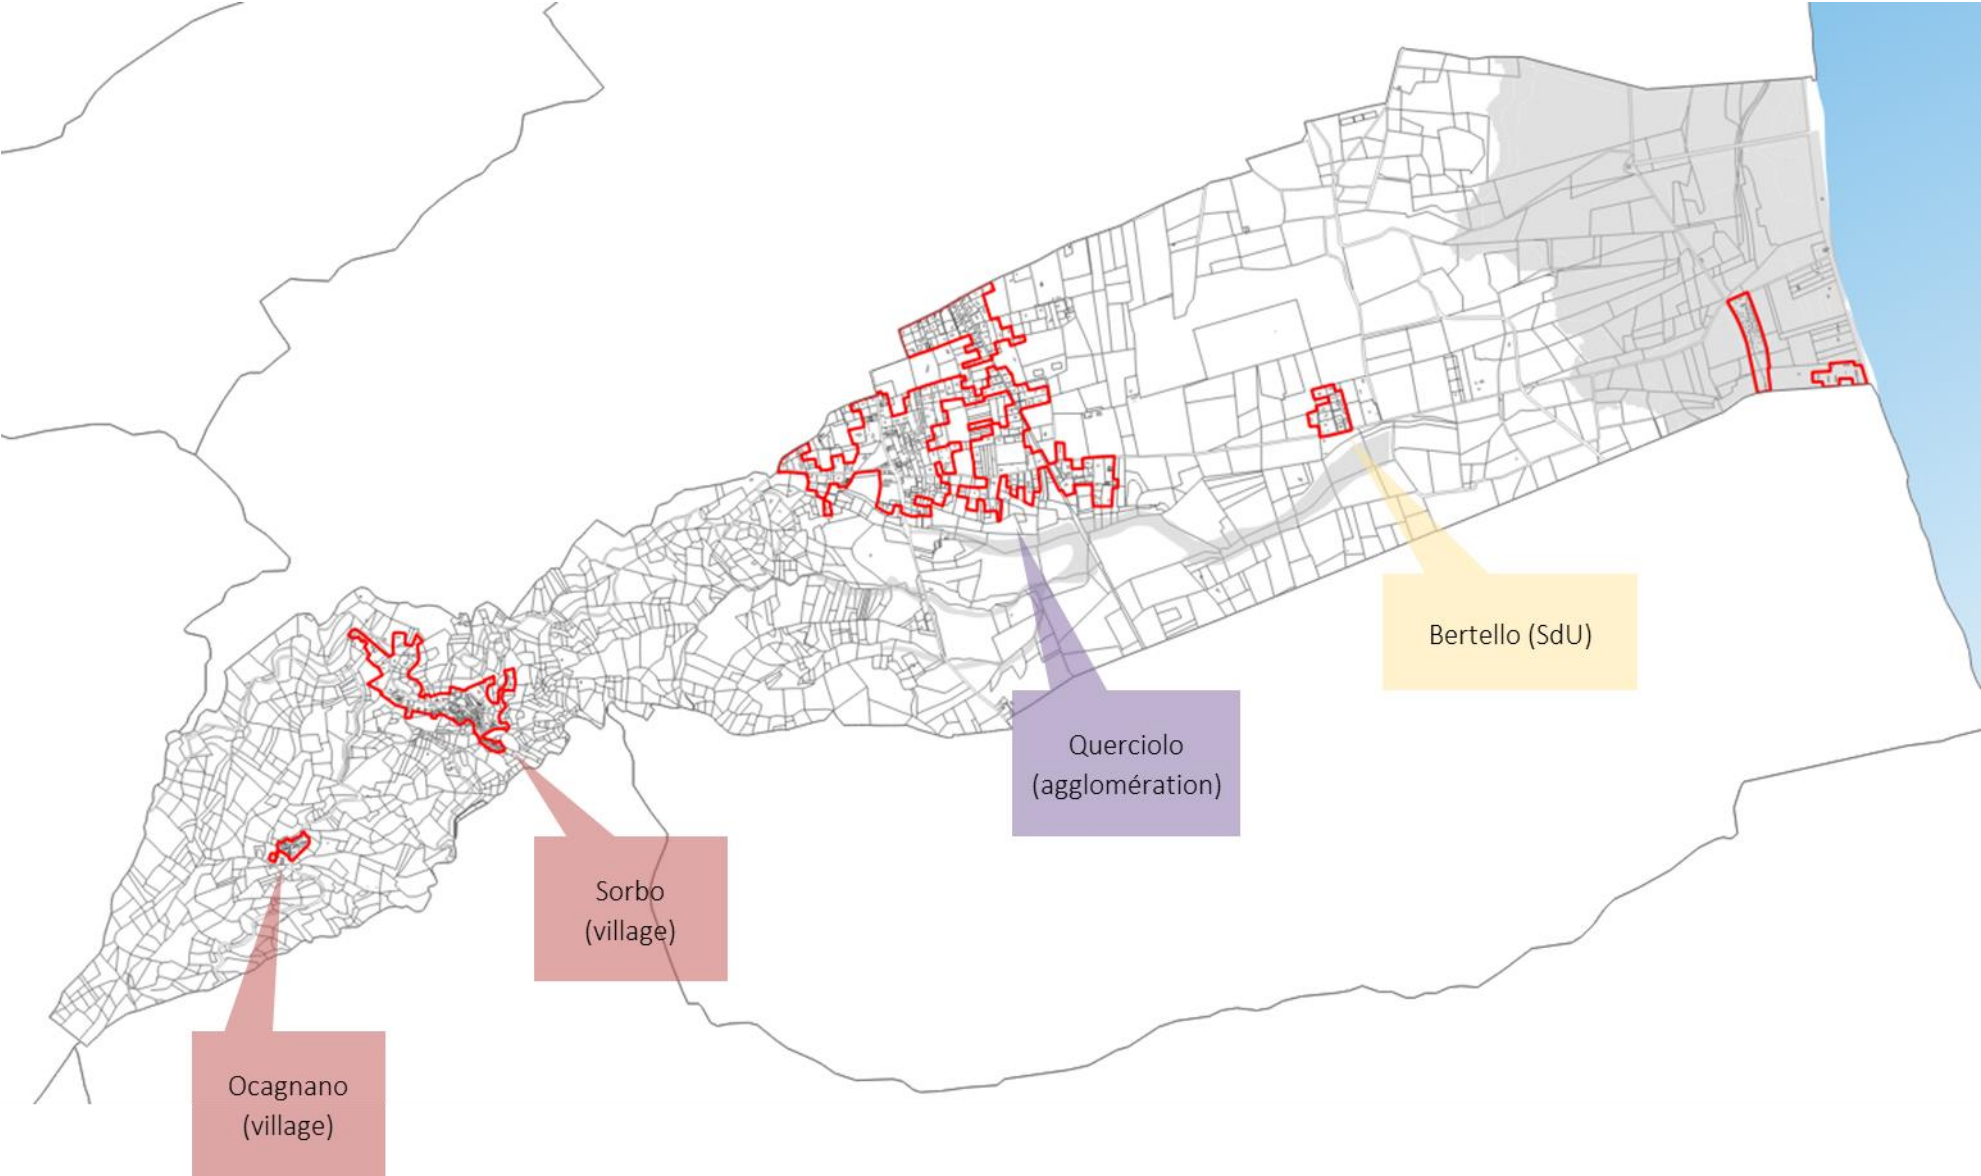 Bertello (SdU)
Querciolo
(agglomération)
Sorbo
(village)
Ocagnano
(village)